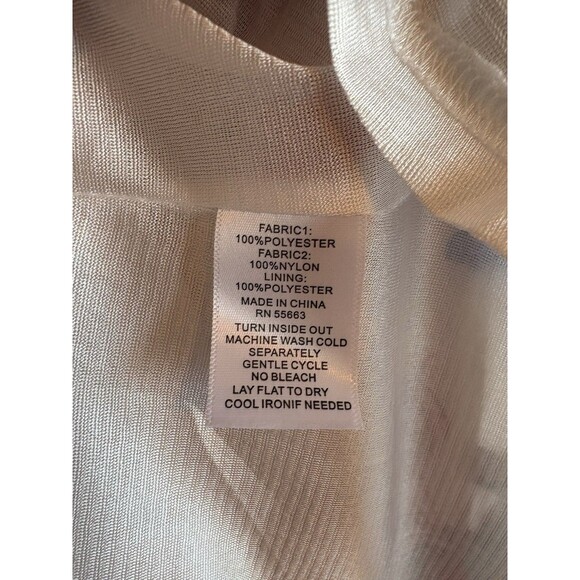 FABRIC1:
100%POLYESTER
FABRIC2:
100%NYLON
LINING:
100%POLYESTER
MADE IN CHINA
RN 55663
TURN INSIDE OUT
MACHINE WASH COLD
SEPARATELY
GENTLE CYCLE
NO BLEACH
LAY FLAT TO DRY
COOL IRONIF NEEDED